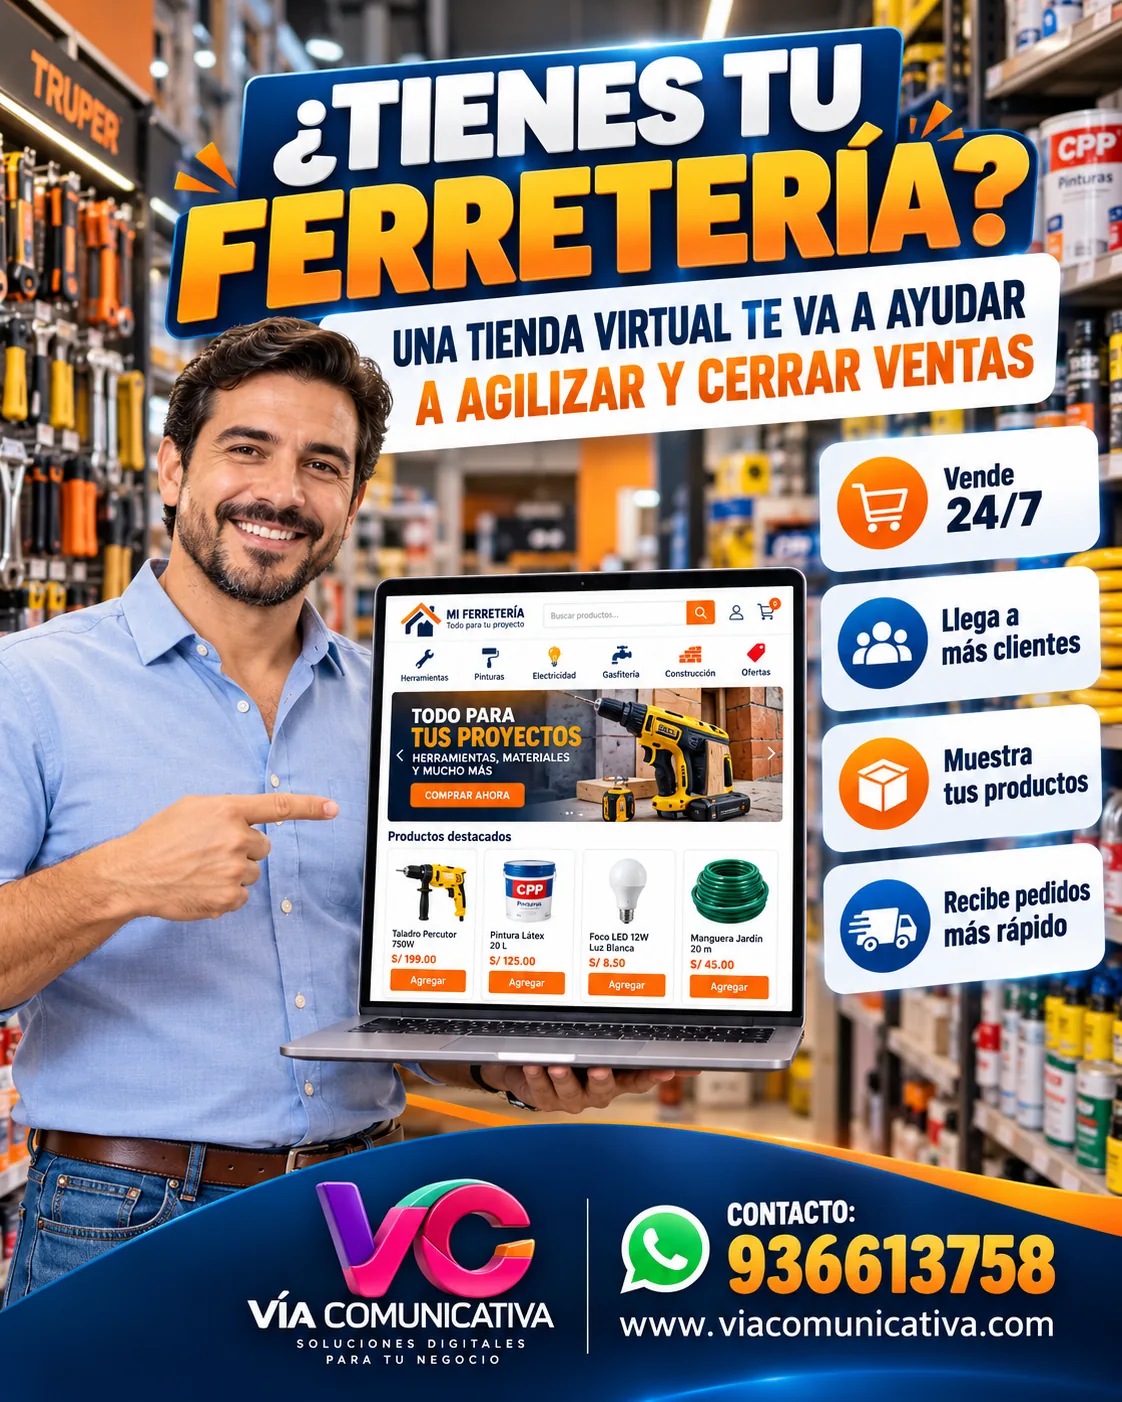 TRUPER
¿TIENES TU
FERRETERÍA?
UNA TIENDA VIRTUAL TE VA A AYUDAR
A AGILIZAR Y CERRAR VENTAS
CPP
Pinturas
Vende
24/7
Llega a
más clientes
Muestra
tus productos
Recibe pedidos
más rápido
MI FERRETERÍA
Todo para tu proyecto
Buscar productos...
0
Herramientas
Pinturas
Electricidad
Gasfitería
Construcción
Ofertas
TODO PARA
TUS PROYECTOS
HERRAMIENTAS, MATERIALES
Y MUCHO MÁS
COMPRAR AHORA
Productos destacados
CPP
Taladro Percutor
750W
S/ 199.00
Agregar
Pintura Látex
20 L
S/ 125.00
Agregar
Foco LED 12W
Luz Blanca
S/ 8.50
Agregar
Manguera Jardín
20 m
S/ 45.00
Agregar
VC
VÍA COMUNICATIVA
SOLUCIONES DIGITALES
PARA TU NEGOCIO
CONTACTO:
936613758
www.viacomunicativa.com